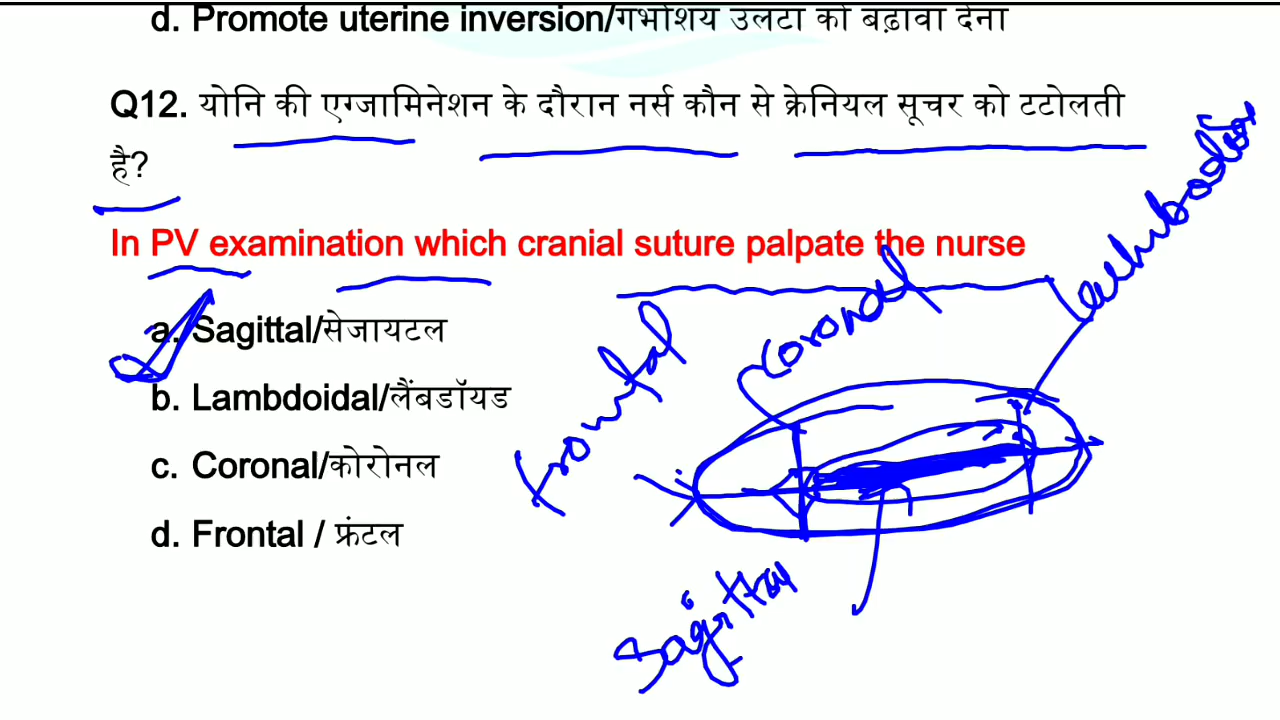 d. Promote uterine inversion/गर्भाशय उलटा को बढ़ावा देना
Q12. योनि की एग्जामिनेशन के दौरान नर्स कौन से क्रेनियल सूचर को टटोलती
है?
In PV examination which cranial suture palpate the nurse
a. Sagittal/सेजायटल
b. Lambdoidal/लैंबडॉयड
c. Coronal/कोरोनल
d. Frontal / फ्रंटल
frontal
coronal
Sagittal